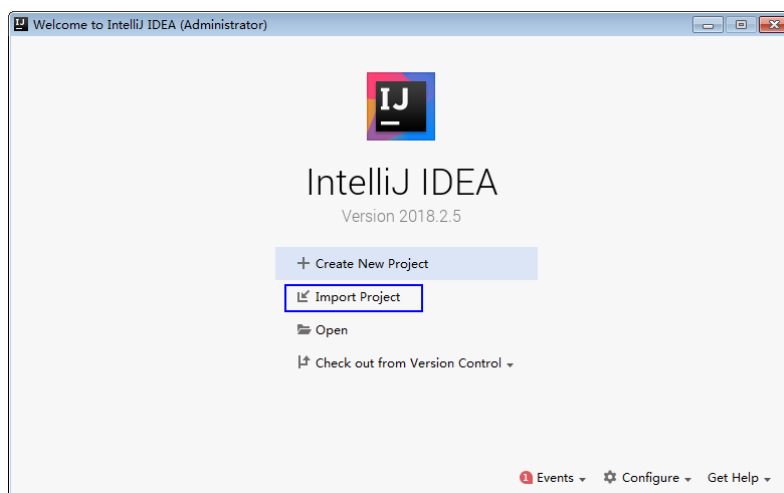 IJ Welcome to IntelliJ IDEA (Administrator)
IJ
IntelliJ IDEA
Version 2018.2.5
Create New Project
Import Project
Open
Check out from Version Control
1 Events Configure Get Help